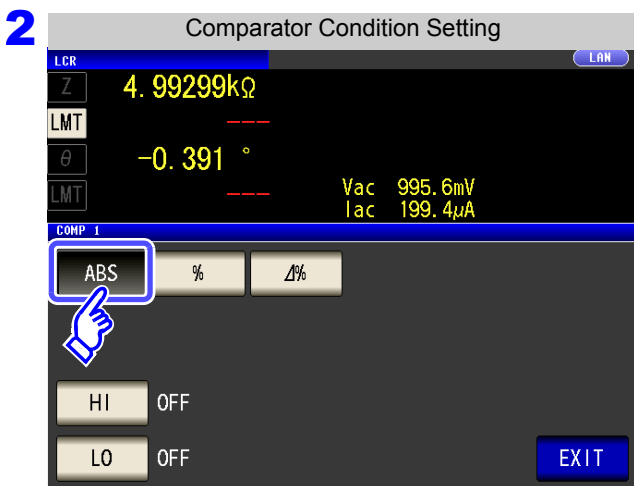 2 Comparator Condition Setting
LCR LAN
Z 4.99299kΩ
LMT ---
θ -0.391 °
LMT --- Vac 995.6mV
Iac 199.4μA
COMP 1
ABS % Δ%
HI OFF
LO OFF EXIT